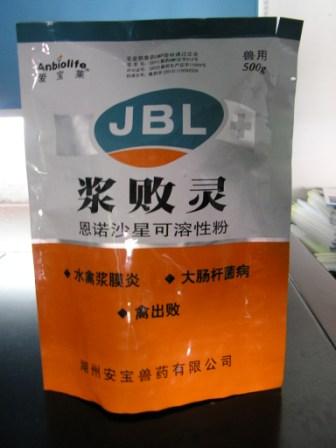 Anbiolife
爱宝莱
兽用
500g
JBL
浆败灵
恩诺沙星可溶性粉
◆水禽浆膜炎 ◆大肠杆菌病
◆禽出败
湖州安宝兽药有限公司